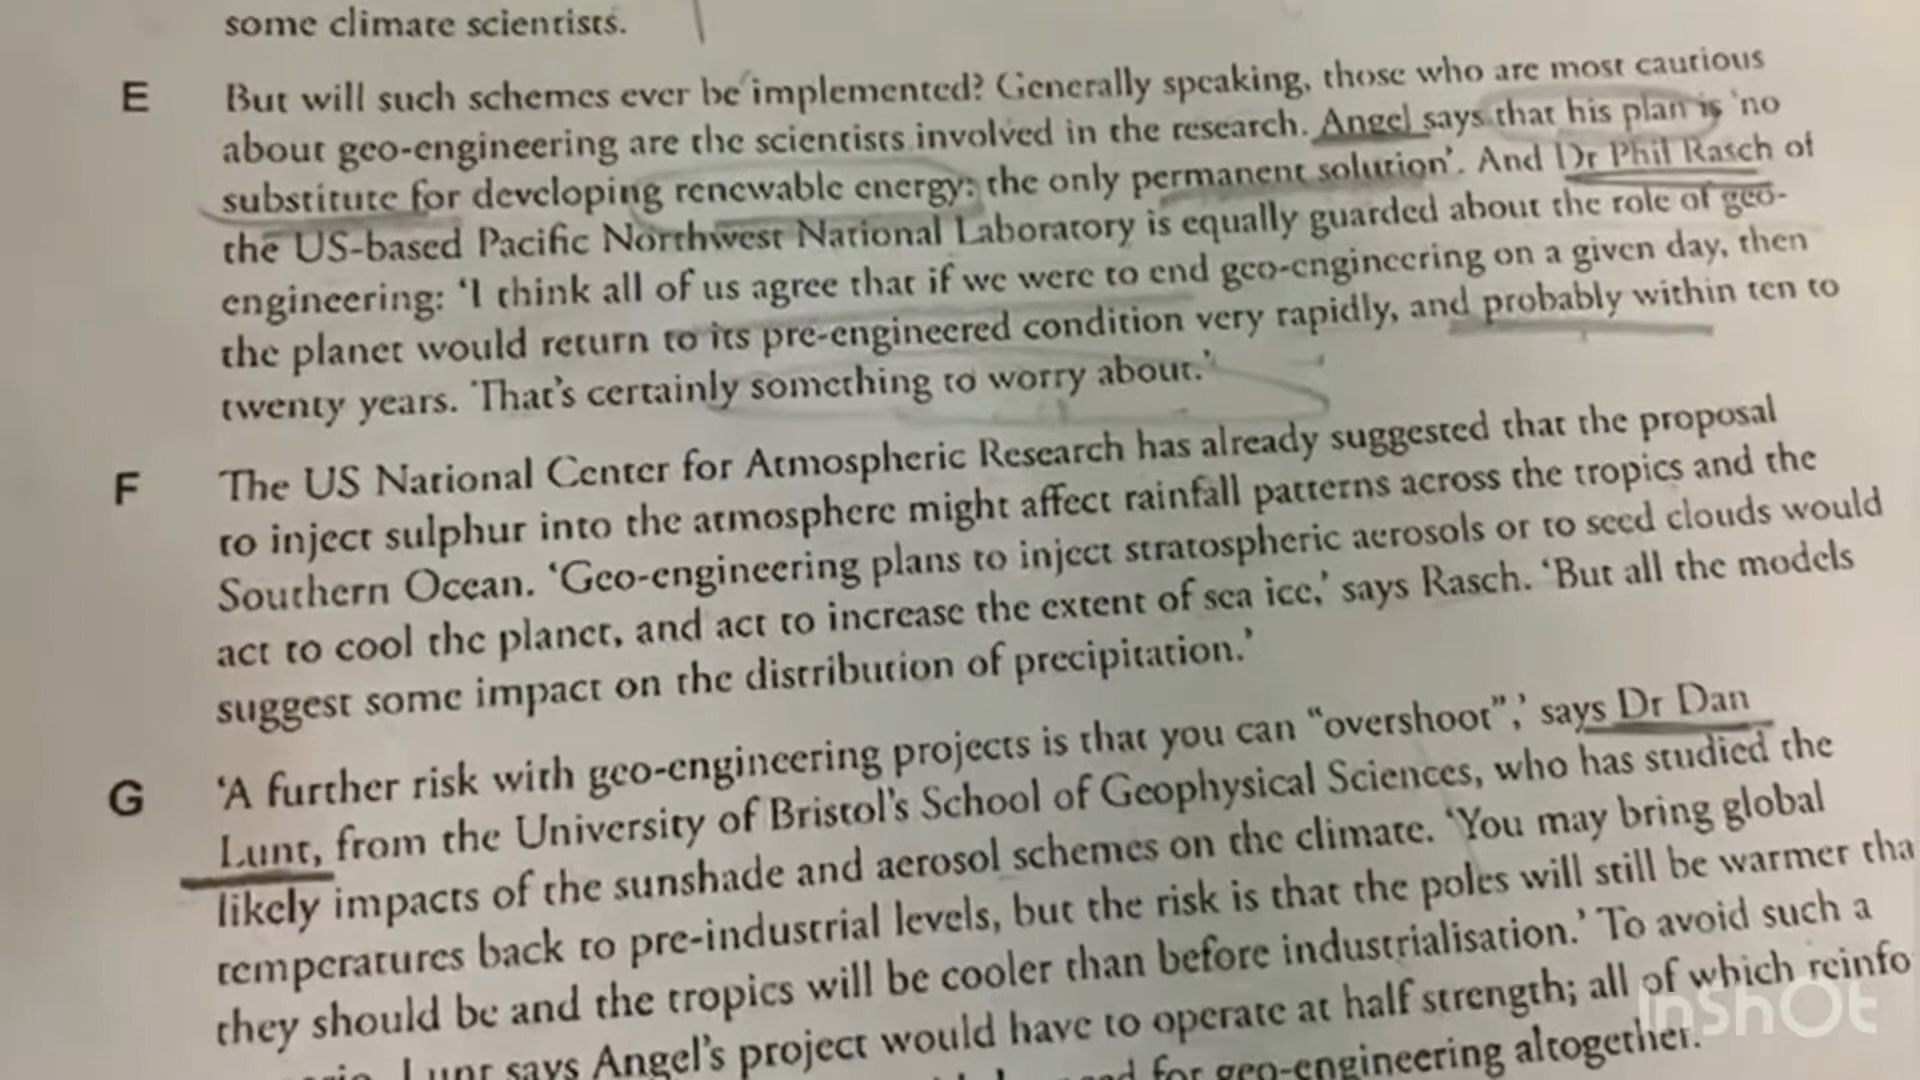 some climate scientists.
E But will such schemes ever be implemented? Generally speaking, those who are most cautious
about geo-engineering are the scientists involved in the research. Angel says that his plan is 'no
substitute for developing renewable energy: the only permanent solution'. And Dr Phil Rasch of
the US-based Pacific Northwest National Laboratory is equally guarded about the role of geo-
engineering: 'I think all of us agree that if we were to end geo-engineering on a given day, then
the planet would return to its pre-engineered condition very rapidly, and probably within ten to
twenty years. That's certainly something to worry about.'
F The US National Center for Atmospheric Research has already suggested that the proposal
to inject sulphur into the atmosphere might affect rainfall patterns across the tropics and the
Southern Ocean. 'Geo-engineering plans to inject stratospheric aerosols or to seed clouds would
act to cool the planet, and act to increase the extent of sea ice,' says Rasch. 'But all the models
suggest some impact on the distribution of precipitation.'
G 'A further risk with geo-engineering projects is that you can "overshoot",' says Dr Dan
Lunt, from the University of Bristol's School of Geophysical Sciences, who has studied the
likely impacts of the sunshade and aerosol schemes on the climate. 'You may bring global
temperatures back to pre-industrial levels, but the risk is that the poles will still be warmer tha
they should be and the tropics will be cooler than before industrialisation.' To avoid such a
Lunt says Angel's project would have to operate at half strength; all of which reinfo
for geo-engineering altogether.
InShOt